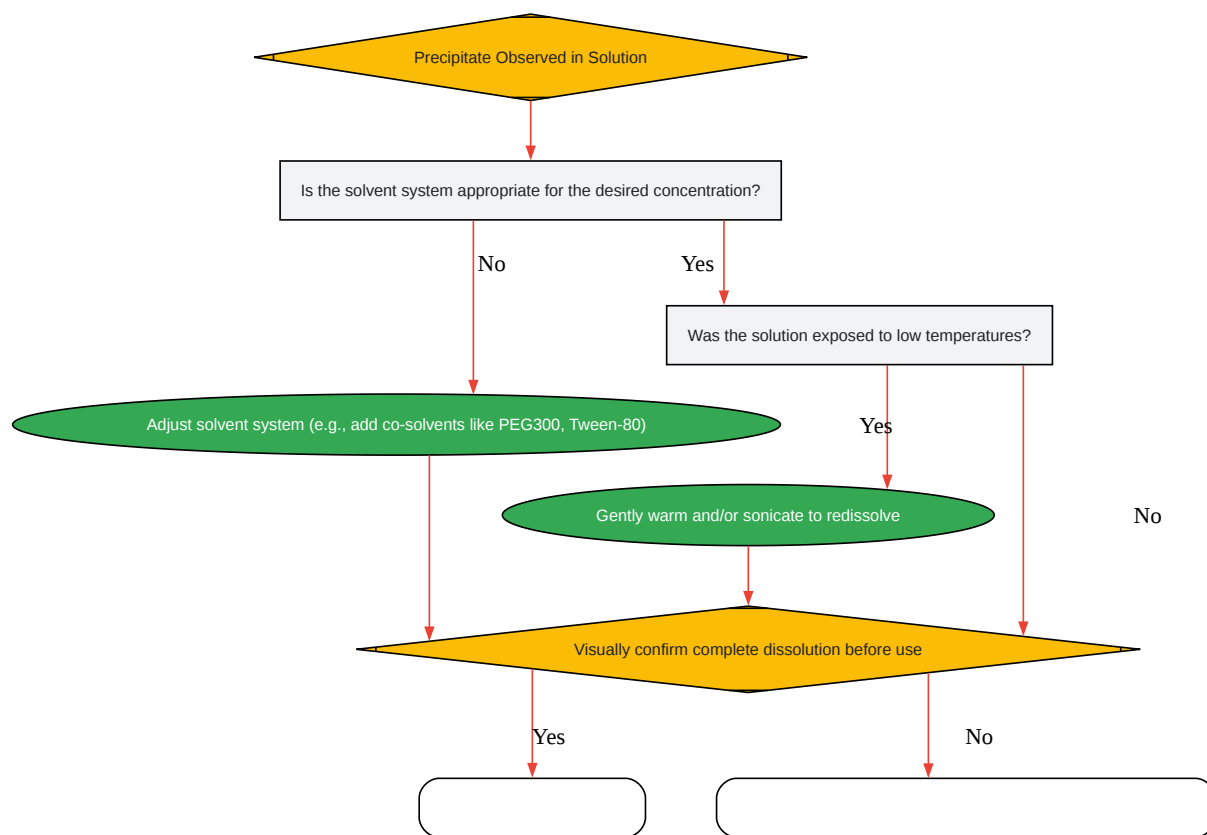 Precipitate Observed in Solution
Is the solvent system appropriate for the desired concentration?
No
Yes
Was the solution exposed to low temperatures?
Adjust solvent system (e.g., add co-solvents like PEG300, Tween-80)
Yes
Gently warm and/or sonicate to redissolve
No
Visually confirm complete dissolution before use
Yes
No